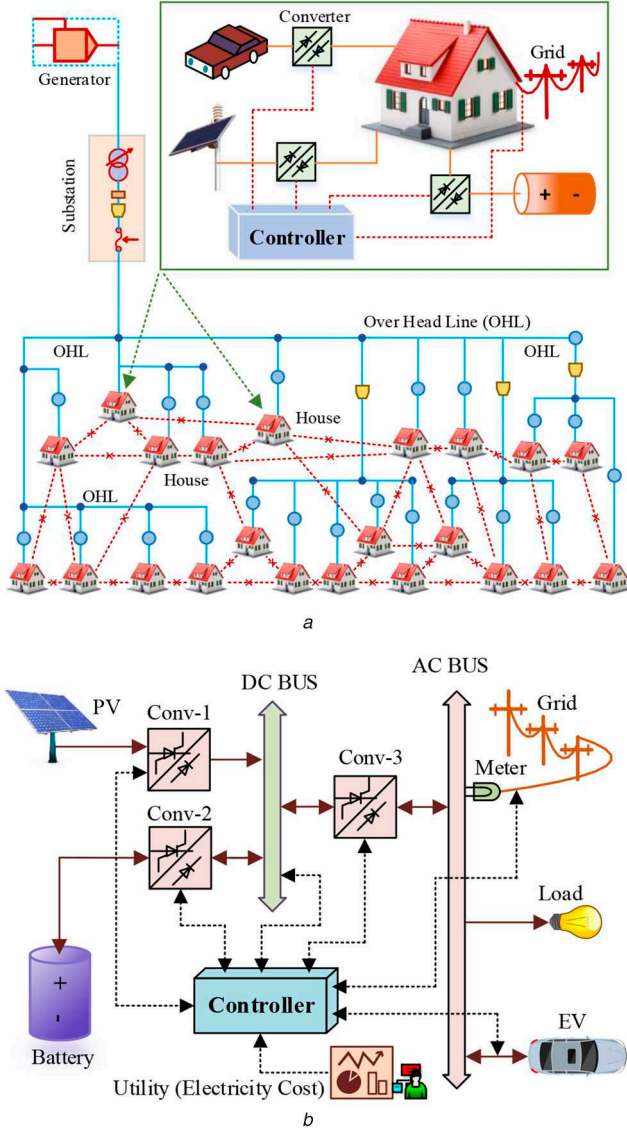 Converter
Generator
Grid
Substation
+ -
Controller
Over Head Line (OHL)
OHL
OHL
House
House
OHL
a
AC BUS
DC BUS
PV
Grid
Conv-1
Conv-3
Meter
Conv-2
Load
+
-
Controller
EV
Battery
Utility (Electricity Cost)
b